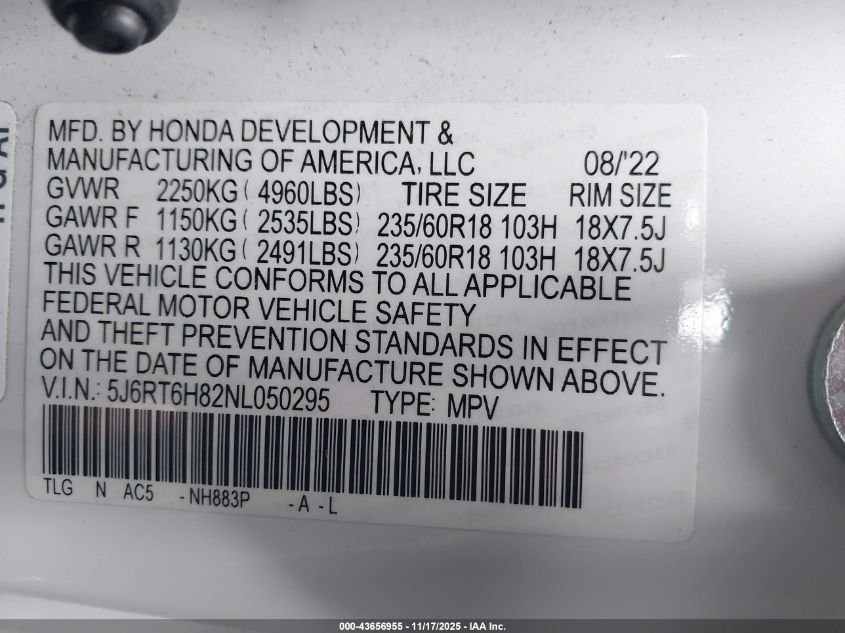 MFD. BY HONDA DEVELOPMENT &
MANUFACTURING OF AMERICA, LLC 08/'22
GVWR 2250KG ( 4960LBS) TIRE SIZE RIM SIZE
GAWR F 1150KG ( 2535LBS) 235/60R18 103H 18X7.5J
GAWR R 1130KG ( 2491LBS) 235/60R18 103H 18X7.5J
THIS VEHICLE CONFORMS TO ALL APPLICABLE
FEDERAL MOTOR VEHICLE SAFETY
AND THEFT PREVENTION STANDARDS IN EFFECT
ON THE DATE OF MANUFACTURE SHOWN ABOVE.
V.I.N.: 5J6RT6H82NL050295 TYPE: MPV
TLG N AC5 -NH883P -A -L
000-43656955 - 11/17/2025 - IAA Inc.